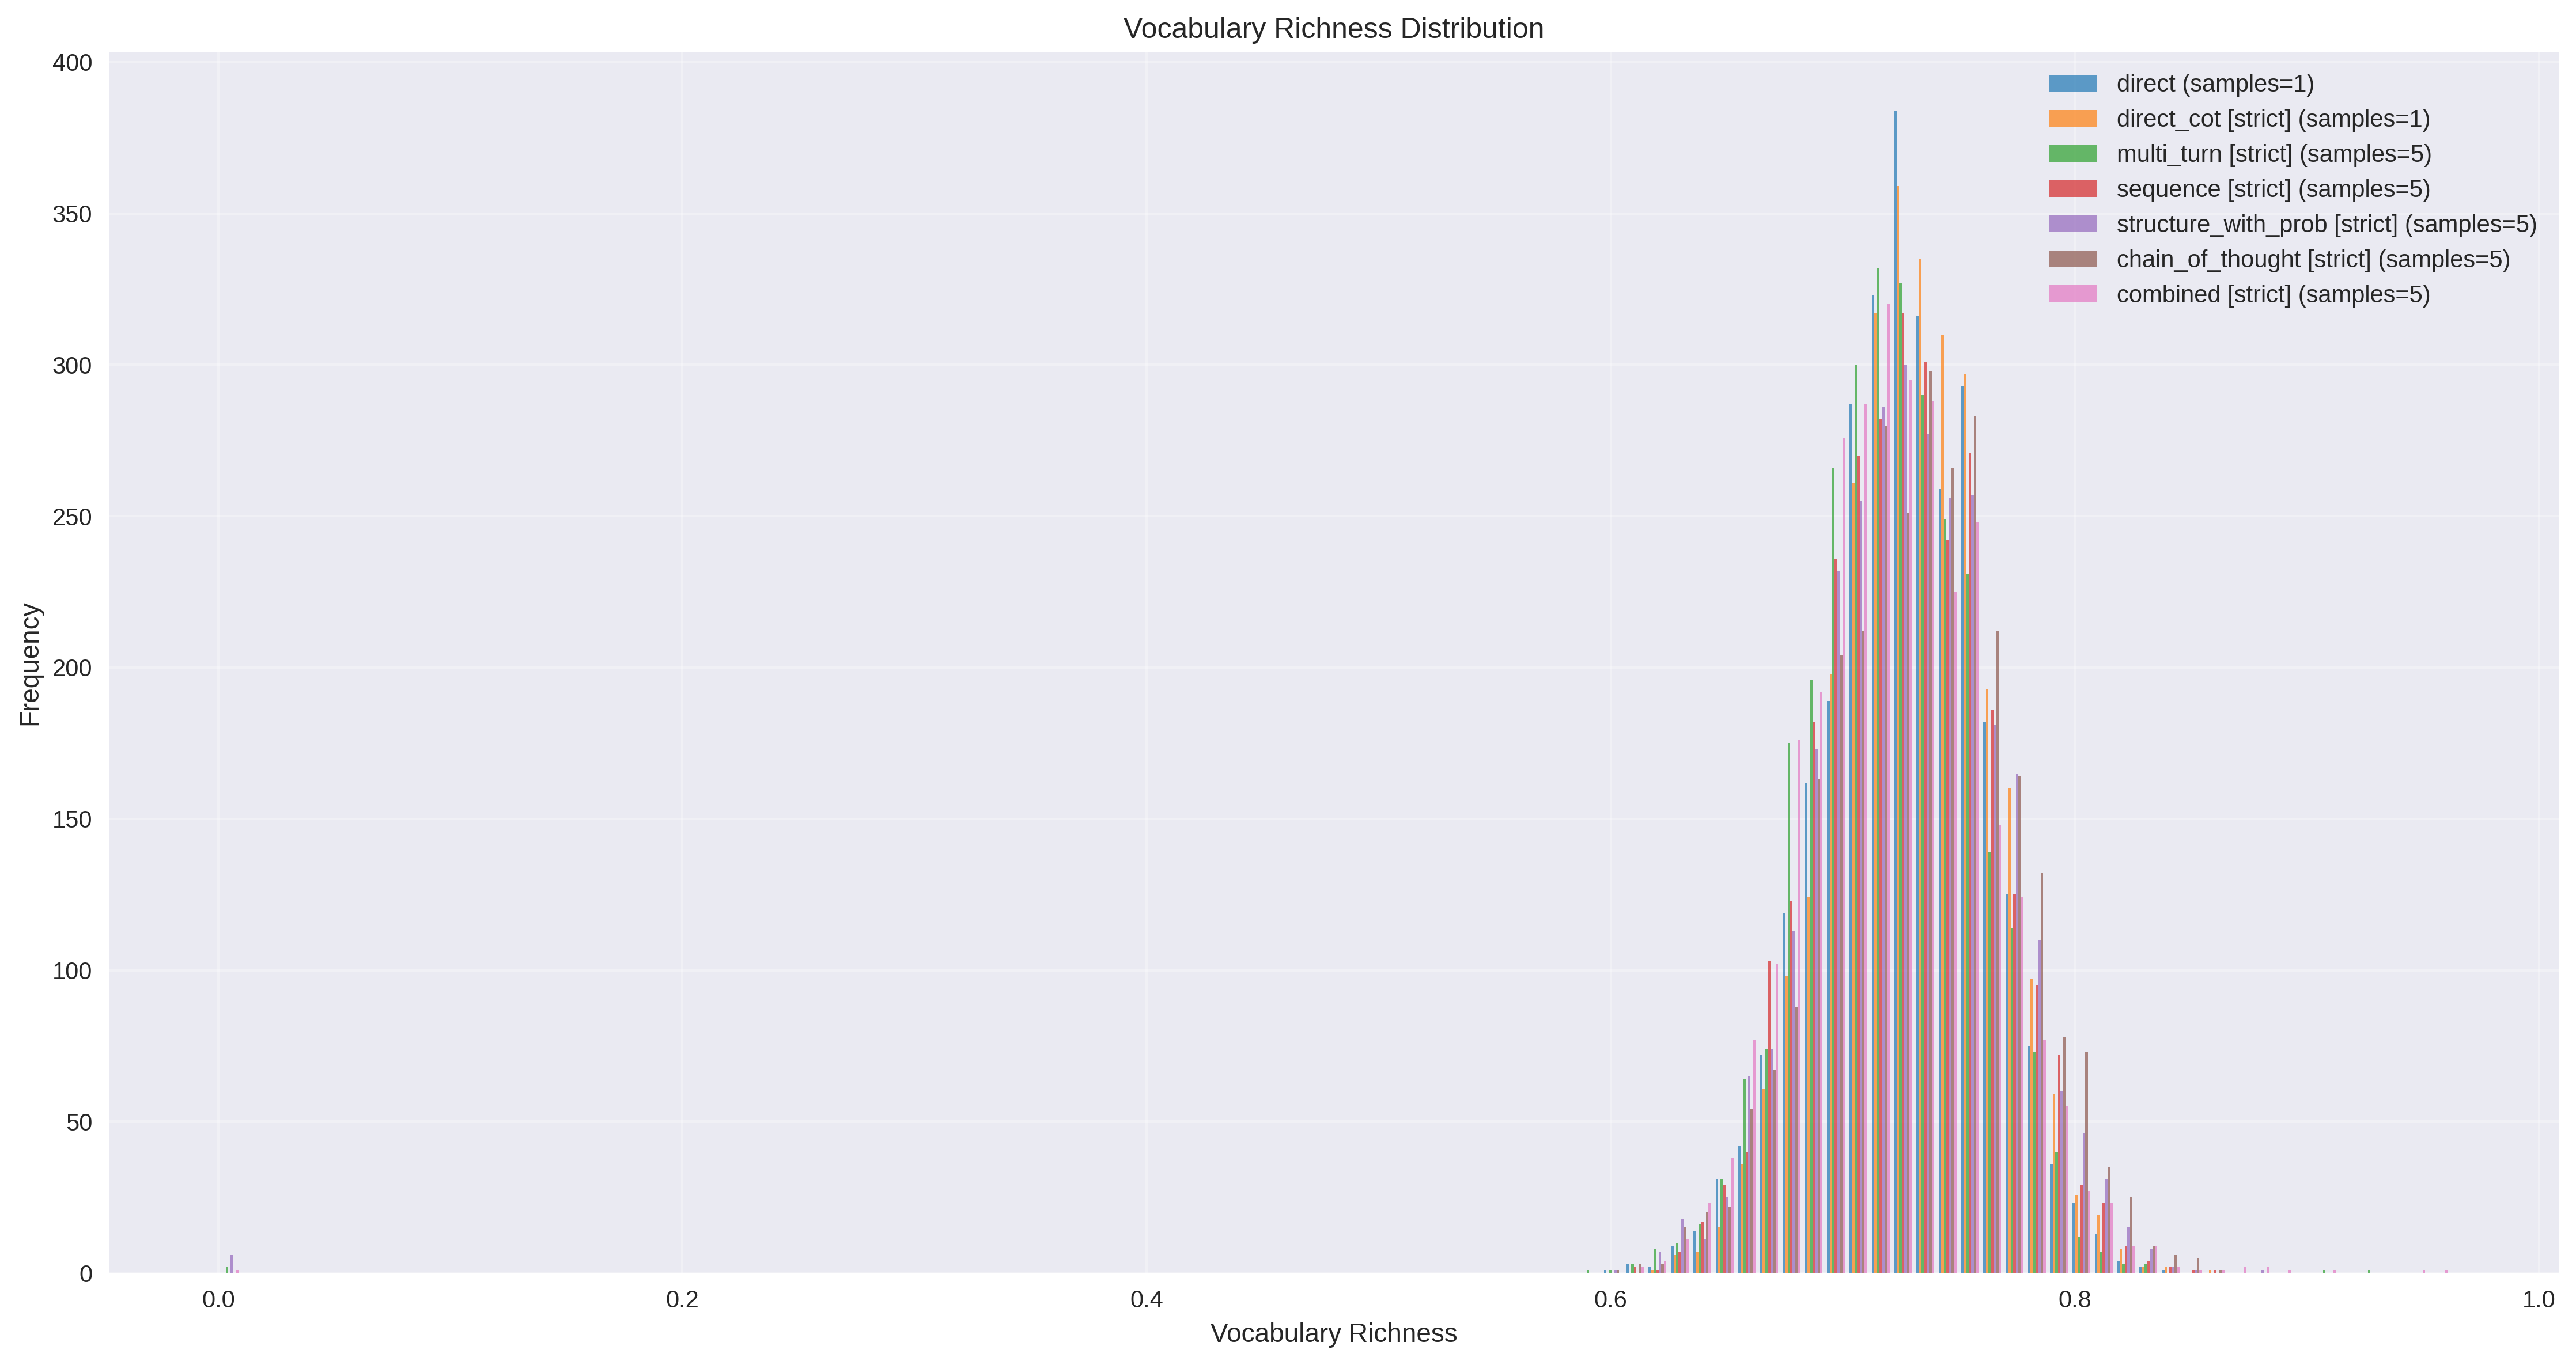 Vocabulary Richness Distribution
400
350
300
250
200
150
100
50
0
Frequency
direct (samples=1)
direct_cot [strict] (samples=1)
multi_turn [strict] (samples=5)
sequence [strict] (samples=5)
structure_with_prob [strict] (samples=5)
chain_of_thought [strict] (samples=5)
combined [strict] (samples=5)
0.0 0.2 0.4 0.6 0.8 1.0
Vocabulary Richness